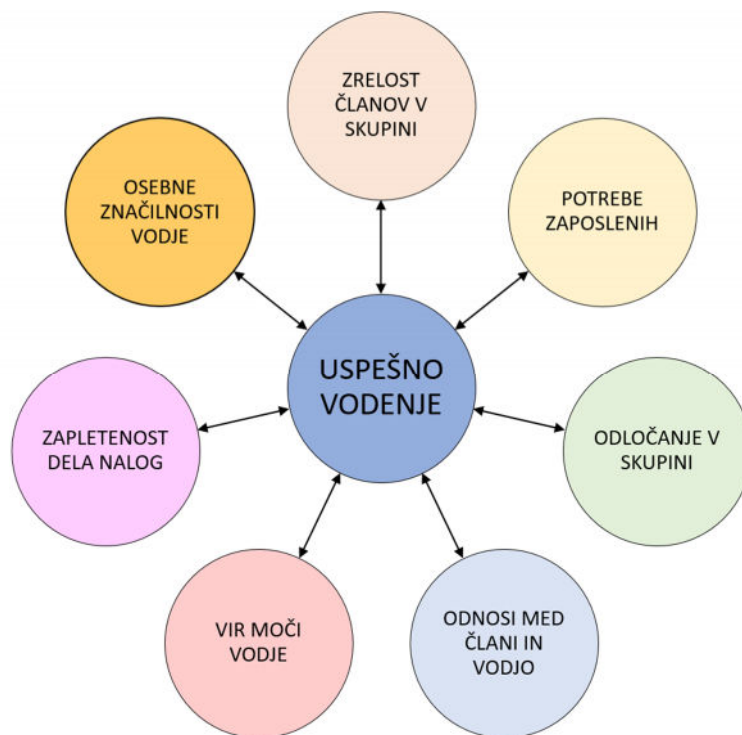 ZRELOST
ČLANOV V
SKUPINI
OSEBNE
ZNAČILNOSTI
VODJE
POTREBE
ZAPOSLENIH
USPEŠNO
VODENJE
ZAPLETENOST
DELA NALOG
ODLOČANJE V
SKUPINI
VIR MOČI
VODJE
ODNOSI MED
ČLANI IN
VODJO